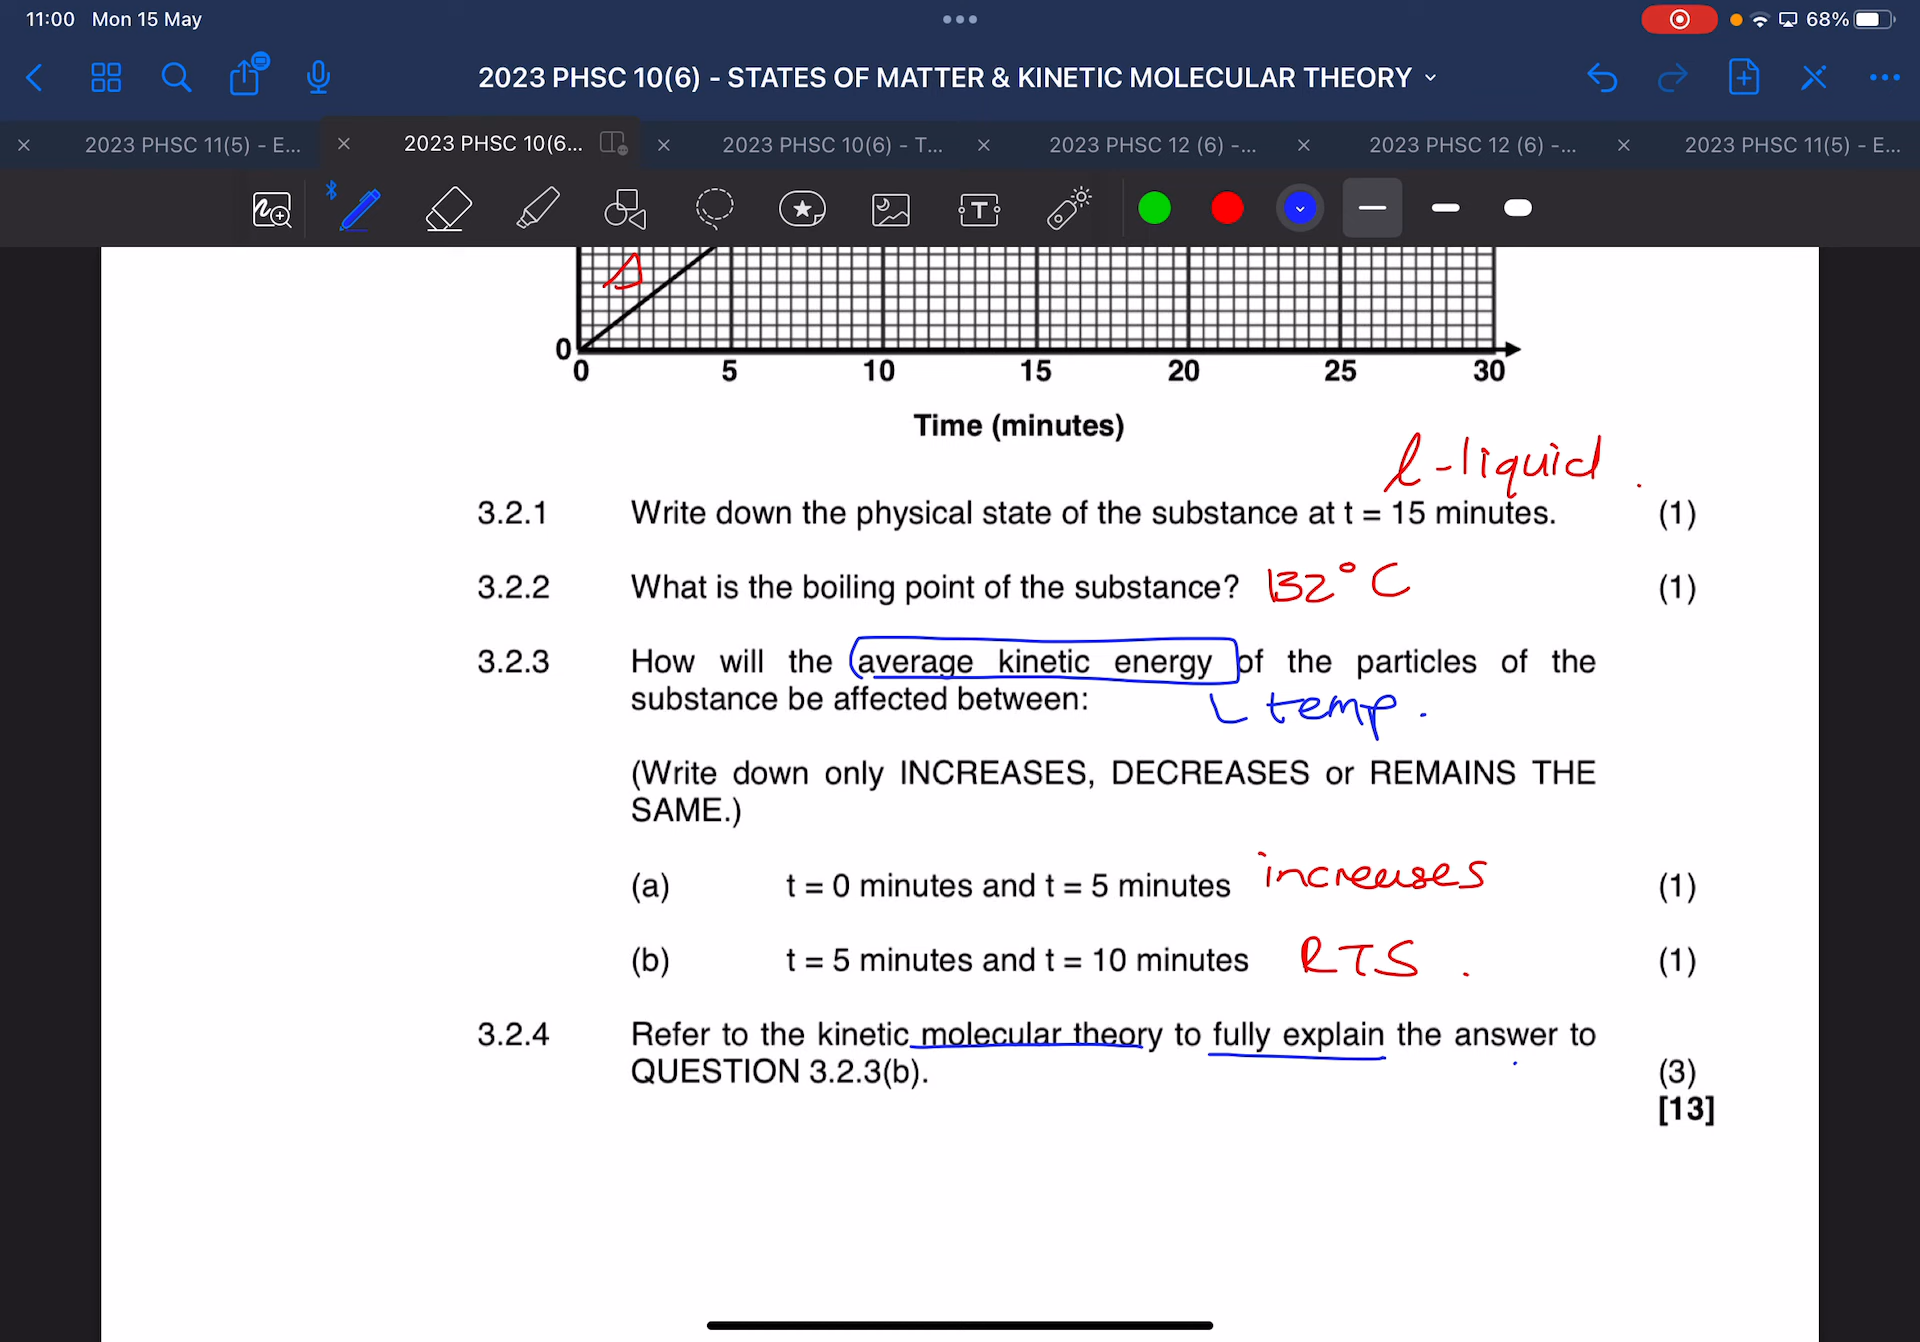 11:00 Mon 15 May
68%
2023 PHSC 10(6) - STATES OF MATTER & KINETIC MOLECULAR THEORY
2023 PHSC 11(5) - E...
2023 PHSC 10(6...
2023 PHSC 10(6) - T...
2023 PHSC 12 (6) -...
2023 PHSC 12 (6) -...
2023 PHSC 11(5) - E...
0
0 5 10 15 20 25 30
Time (minutes)
l - liquid
3.2.1 Write down the physical state of the substance at t = 15 minutes. (1)
3.2.2 What is the boiling point of the substance? 132°C (1)
3.2.3 How will the average kinetic energy of the particles of the
substance be affected between:
temp.
(Write down only INCREASES, DECREASES or REMAINS THE
SAME.)
(a) t = 0 minutes and t = 5 minutes increases (1)
(b) t = 5 minutes and t = 10 minutes RTS. (1)
3.2.4 Refer to the kinetic molecular theory to fully explain the answer to
QUESTION 3.2.3(b). (3)
[13]